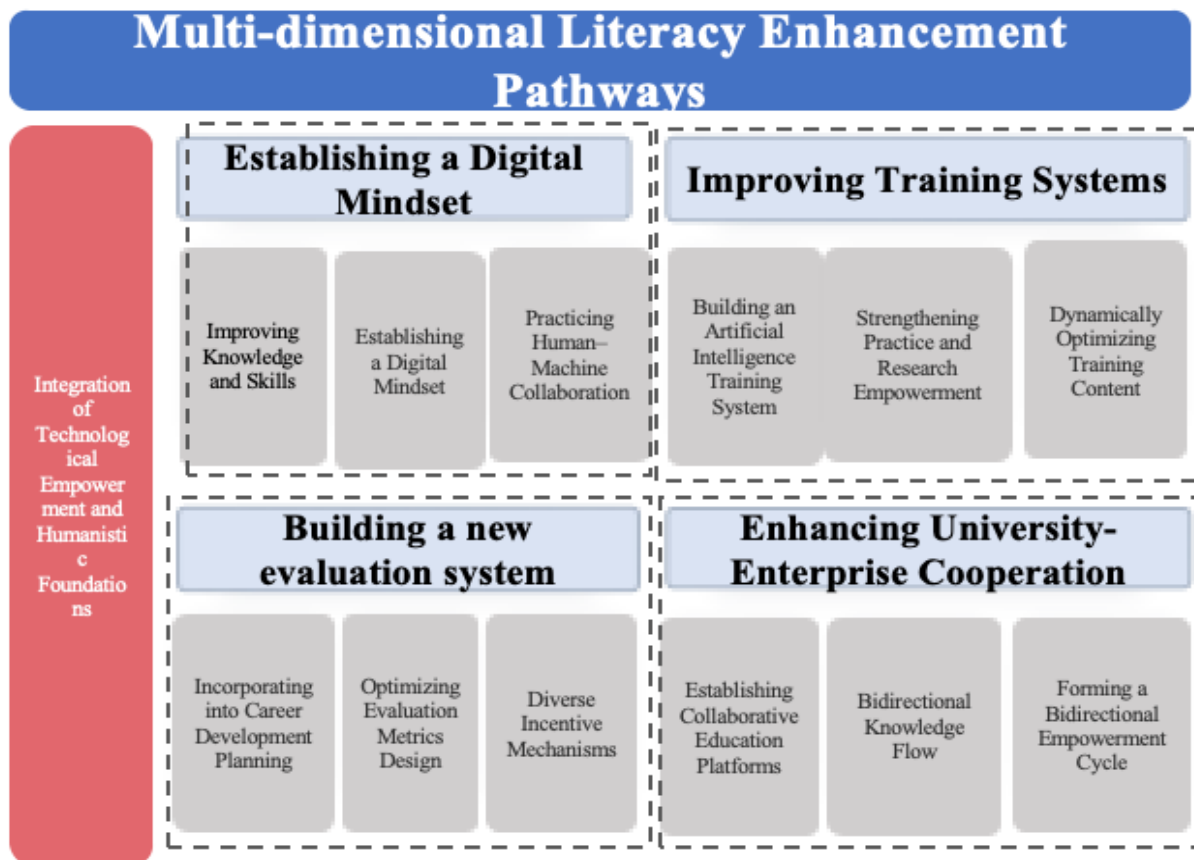 Multi-dimensional Literacy Enhancement
Pathways
Integration
of
Technolog
ical
Empower
ment and
Humanisti
c
Foundatio
ns
Establishing a Digital
Mindset
Improving
Knowledge
and Skills
Establishing
a Digital
Mindset
Practicing
Human–
Machine
Collaboration
Improving Training Systems
Building an
Artificial
Intelligence
Training
System
Strengthening
Practice and
Research
Empowerment
Dynamically
Optimizing
Training
Content
Building a new
evaluation system
Incorporating
into Career
Development
Planning
Optimizing
Evaluation
Metrics
Design
Diverse
Incentive
Mechanisms
Enhancing University-
Enterprise Cooperation
Establishing
Collaborative
Education
Platforms
Bidirectional
Knowledge
Flow
Forming a
Bidirectional
Empowerment
Cycle